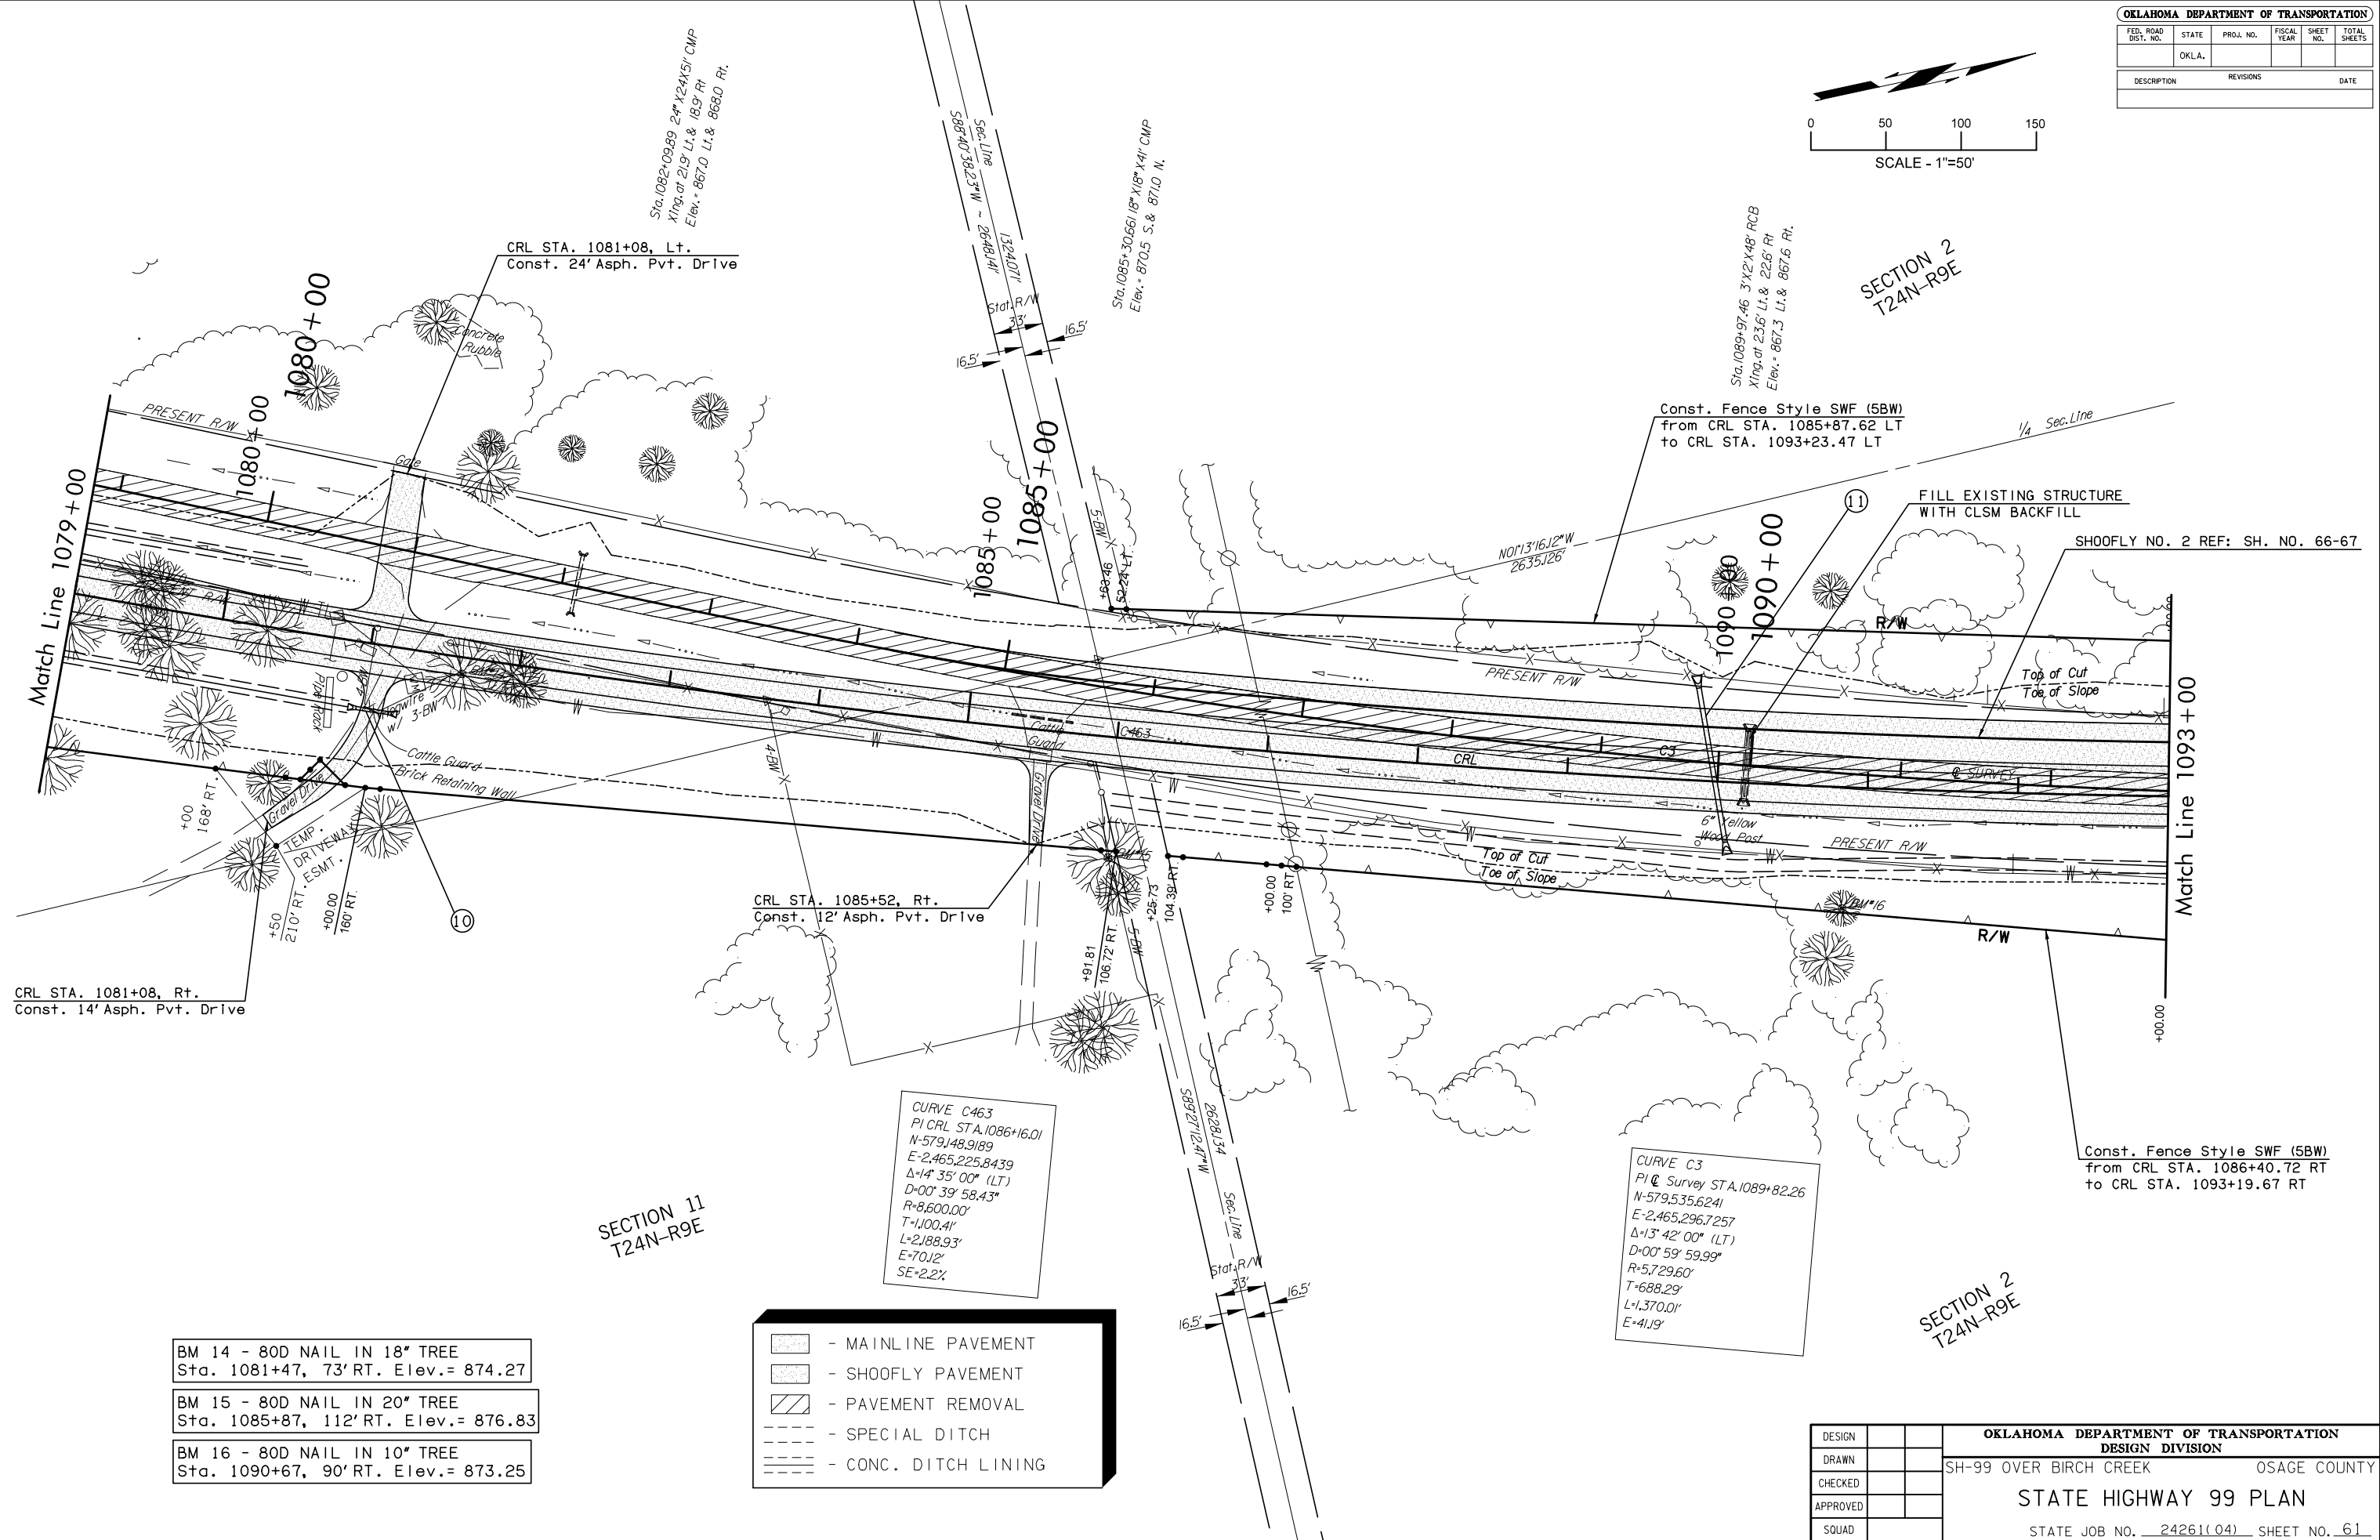 OKLAHOMA DEPARTMENT OF TRANSPORTATION
FED. ROAD DIST. NO.
STATE
PROJ. NO.
FISCAL YEAR
SHEET NO.
TOTAL SHEETS
OKLA.
DESCRIPTION
REVISIONS
DATE
0 50 100 150
SCALE - 1"=50'
Sta.1082+09.89 24" X24X51' CMP
Xing.at 21.9' Lt.& 18.9' Rt
Elev.= 867.0 Lt.& 868.0 Rt.
CRL STA. 1081+08, Lt.
Const. 24' Asph. Pvt. Drive
Sec.Line
S88°40'38.23"W ~ 2648.141'
1324.071'
Stat.R/W
33'
16.5'
16.5'
Sta.1085+30.66 18" X18" X41' CMP
Elev.= 870.5 S.& 871.0 N.
Sta.1089+97.46 3'X2'X48' RCB
Xing.at 23.6' Lt.& 22.6' Rt
Elev.= 867.3 Lt.& 867.6 Rt.
SECTION 2
T24N-R9E
Const. Fence Style SWF (5BW)
from CRL STA. 1085+87.62 LT
to CRL STA. 1093+23.47 LT
1/4 Sec.Line
N01°13'16.12"W
2635.126'
11
FILL EXISTING STRUCTURE
WITH CLSM BACKFILL
SHOOFLY NO. 2 REF: SH. NO. 66-67
1080+00
1080+00
Concrete
Rubble
PRESENT R/W
Gate
Match Line 1079+00
1085+00
1085+00
5-BW
+63.46
52.24' LT.
1090+00
1090+00
R/W
PRESENT R/W
Top of Cut
Toe of Slope
Match Line 1093+00
PRESENT R/W
Pipe Rack
w/ 3-BW
Cattle Guard
Brick Retaining Wall
Gravel Drive
4-BW
Cattle
Guard
C463
Gravel Drive
CRL
C3
℄ SURVEY
6" Yellow
Wood Post
PRESENT R/W
Top of Cut
Toe of Slope
BM#15
BM#16
R/W
+00
168' RT.
TEMP.
DRIVEWAY
ESMT.
+50
210' RT.
+00.00
160' RT.
10
CRL STA. 1085+52, Rt.
Const. 12' Asph. Pvt. Drive
+91.81
106.72' RT.
5-BW
+25.73
104.39' RT.
+00.00
100' RT.
+00.00
CRL STA. 1081+08, Rt.
Const. 14' Asph. Pvt. Drive
CURVE C463
PI CRL STA.1086+16.01
N-579,148.9189
E-2,465,225.8439
Δ=14° 35' 00" (LT)
D=00° 39' 58.43"
R=8,600.00'
T=1,100.41'
L=2,188.93'
E=70.12'
SE=2.2%
S89°27'12.47"W
2628.134
Sec.Line
Stat.R/W
33'
16.5'
16.5'
CURVE C3
PI ℄ Survey STA.1089+82.26
N-579,535.6241
E-2,465,296.7257
Δ=13° 42' 00" (LT)
D=00° 59' 59.99"
R=5,729.60'
T=688.29'
L=1,370.01'
E=41.19'
Const. Fence Style SWF (5BW)
from CRL STA. 1086+40.72 RT
to CRL STA. 1093+19.67 RT
SECTION 11
T24N-R9E
SECTION 2
T24N-R9E
BM 14 - 80D NAIL IN 18" TREE
Sta. 1081+47, 73' RT. Elev.= 874.27
BM 15 - 80D NAIL IN 20" TREE
Sta. 1085+87, 112' RT. Elev.= 876.83
BM 16 - 80D NAIL IN 10" TREE
Sta. 1090+67, 90' RT. Elev.= 873.25
- MAINLINE PAVEMENT
- SHOOFLY PAVEMENT
- PAVEMENT REMOVAL
- SPECIAL DITCH
- CONC. DITCH LINING
DESIGN
DRAWN
CHECKED
APPROVED
SQUAD
OKLAHOMA DEPARTMENT OF TRANSPORTATION
DESIGN DIVISION
SH-99 OVER BIRCH CREEK OSAGE COUNTY
STATE HIGHWAY 99 PLAN
STATE JOB NO. 24261(04) SHEET NO. 61